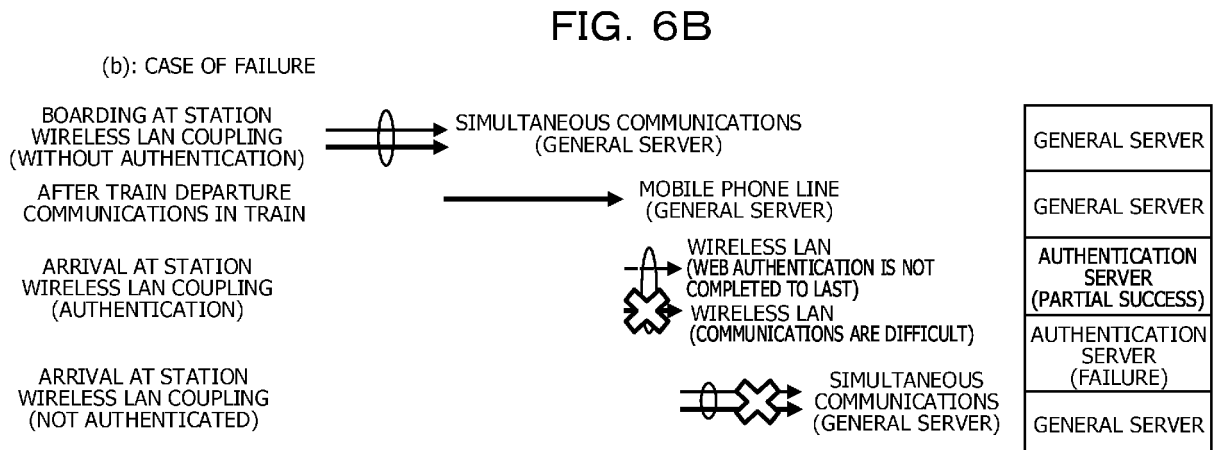 FIG. 6B
(b): CASE OF FAILURE
BOARDING AT STATION
WIRELESS LAN COUPLING
(WITHOUT AUTHENTICATION)
SIMULTANEOUS COMMUNICATIONS
(GENERAL SERVER)
GENERAL SERVER
AFTER TRAIN DEPARTURE
COMMUNICATIONS IN TRAIN
MOBILE PHONE LINE
(GENERAL SERVER)
GENERAL SERVER
ARRIVAL AT STATION
WIRELESS LAN COUPLING
(AUTHENTICATION)
WIRELESS LAN
(WEB AUTHENTICATION IS NOT
COMPLETED TO LAST)
WIRELESS LAN
(COMMUNICATIONS ARE DIFFICULT)
AUTHENTICATION
SERVER
(PARTIAL SUCCESS)
AUTHENTICATION
SERVER
(FAILURE)
ARRIVAL AT STATION
WIRELESS LAN COUPLING
(NOT AUTHENTICATED)
SIMULTANEOUS
COMMUNICATIONS
(GENERAL SERVER)
GENERAL SERVER